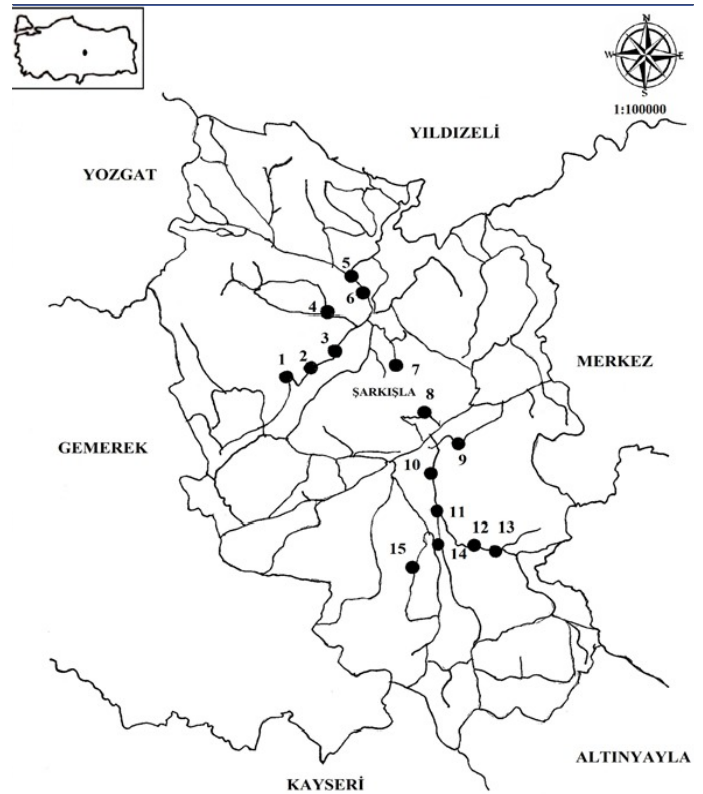 N
W E
S
1:100000
YILDIZELİ
YOZGAT
5
6
4
3
2
1
7
MERKEZ
ŞARKIŞLA
8
GEMEREK
9
10
11
12 13
14
15
ALTINYAYLA
KAYSERİ